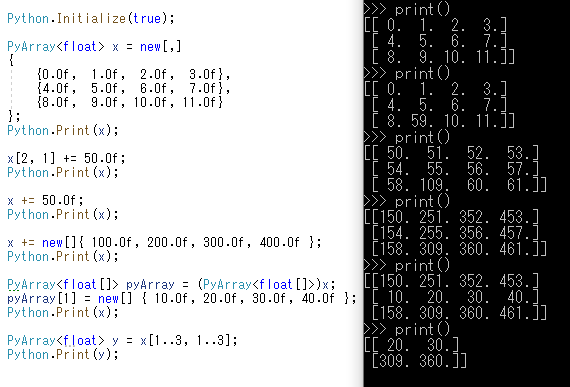 Python.Initialize(true);
PyArray<float> x = new[,]
{
{0.0f, 1.0f, 2.0f, 3.0f},
{4.0f, 5.0f, 6.0f, 7.0f},
{8.0f, 9.0f, 10.0f, 11.0f}
};
Python.Print(x);
x[2, 1] += 50.0f;
Python.Print(x);
x += 50.0f;
Python.Print(x);
x += new[]{ 100.0f, 200.0f, 300.0f, 400.0f };
Python.Print(x);
PyArray<float[]> pyArray = (PyArray<float[]>)x;
pyArray[1] = new[] { 10.0f, 20.0f, 30.0f, 40.0f };
Python.Print(x);
PyArray<float> y = x[1..3, 1..3];
Python.Print(y);
>>> print()
[[ 0. 1. 2. 3.]
[ 4. 5. 6. 7.]
[ 8. 9. 10. 11.]]
>>> print()
[[ 0. 1. 2. 3.]
[ 4. 5. 6. 7.]
[ 8. 59. 10. 11.]]
>>> print()
[[ 50. 51. 52. 53.]
[ 54. 55. 56. 57.]
[ 58. 109. 60. 61.]]
>>> print()
[[150. 251. 352. 453.]
[154. 255. 356. 457.]
[158. 309. 360. 461.]]
>>> print()
[[150. 251. 352. 453.]
[ 10. 20. 30. 40.]
[158. 309. 360. 461.]]
>>> print()
[[ 20. 30.]
[309. 360.]]